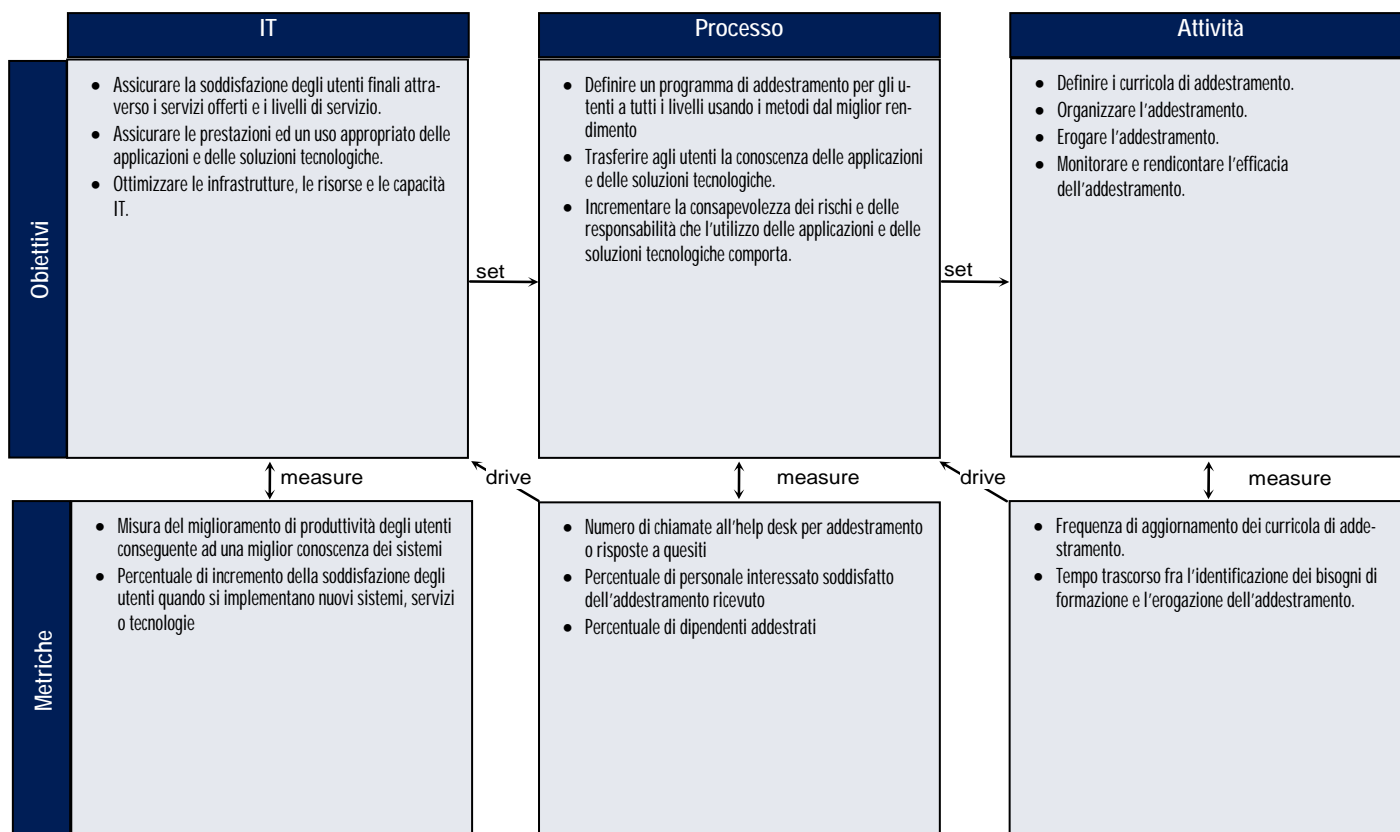 IT
Processo
Attività
Obiettivi
• Assicurare la soddisfazione degli utenti finali attra-
verso i servizi offerti e i livelli di servizio.
• Assicurare le prestazioni ed un uso appropriato delle
applicazioni e delle soluzioni tecnologiche.
• Ottimizzare le infrastrutture, le risorse e le capacità
IT.
set
• Definire un programma di addestramento per gli u-
tenti a tutti i livelli usando i metodi dal miglior ren-
dimento
• Trasferire agli utenti la conoscenza delle applicazioni
e delle soluzioni tecnologiche.
• Incrementare la consapevolezza dei rischi e delle
responsabilità che l'utilizzo delle applicazioni e delle
soluzioni tecnologiche comporta.
set
• Definire i curricola di addestramento.
• Organizzare l'addestramento.
• Erogare l'addestramento.
• Monitorare e rendicontare l'efficacia
dell'addestramento.
measure
drive
measure
drive
measure
Metriche
• Misura del miglioramento di produttività degli utenti
conseguente ad una miglior conoscenza dei sistemi
• Percentuale di incremento della soddisfazione degli
utenti quando si implementano nuovi sistemi, servizi
o tecnologie
• Numero di chiamate all'help desk per addestramento
o risposte a quesiti
• Percentuale di personale interessato soddisfatto
dell'addestramento ricevuto
• Percentuale di dipendenti addestrati
• Frequenza di aggiornamento dei curricola di adde-
stramento.
• Tempo trascorso fra l'identificazione dei bisogni di
formazione e l'erogazione dell'addestramento.